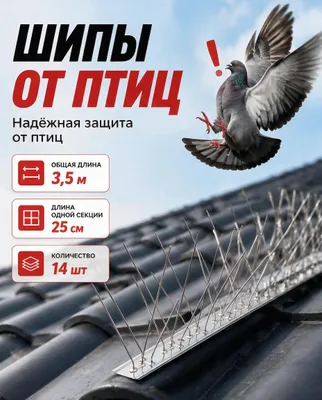 ШИПЫ
ОТ ПТИЦ
Надёжная защита
от птиц
!
ОБЩАЯ ДЛИНА
3,5 м
ДЛИНА
ОДНОЙ СЕКЦИИ
25 см
КОЛИЧЕСТВО
14 шт